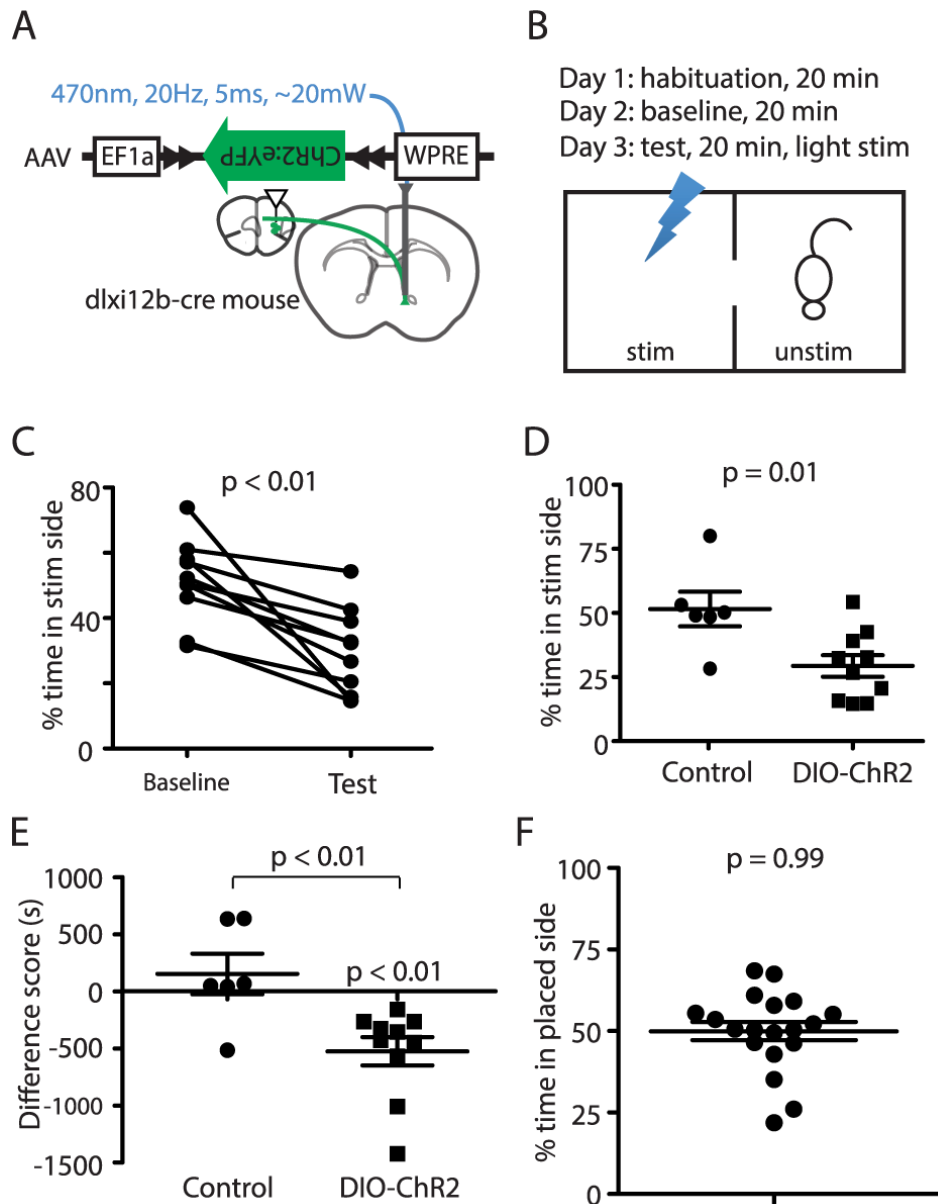 A
470nm, 20Hz, 5ms, ~20mW
AAV
EF1a
ChR2:eYFP
WPRE
dlxi12b-cre mouse
B
Day 1: habituation, 20 min
Day 2: baseline, 20 min
Day 3: test, 20 min, light stim
stim
unstim
C
p < 0.01
80
40
0
% time in stim side
Baseline
Test
D
p = 0.01
100
75
50
25
0
% time in stim side
Control
DIO-ChR2
E
p < 0.01
p < 0.01
1000
500
0
-500
-1000
-1500
Difference score (s)
Control
DIO-ChR2
F
p = 0.99
100
75
50
25
0
% time in placed side